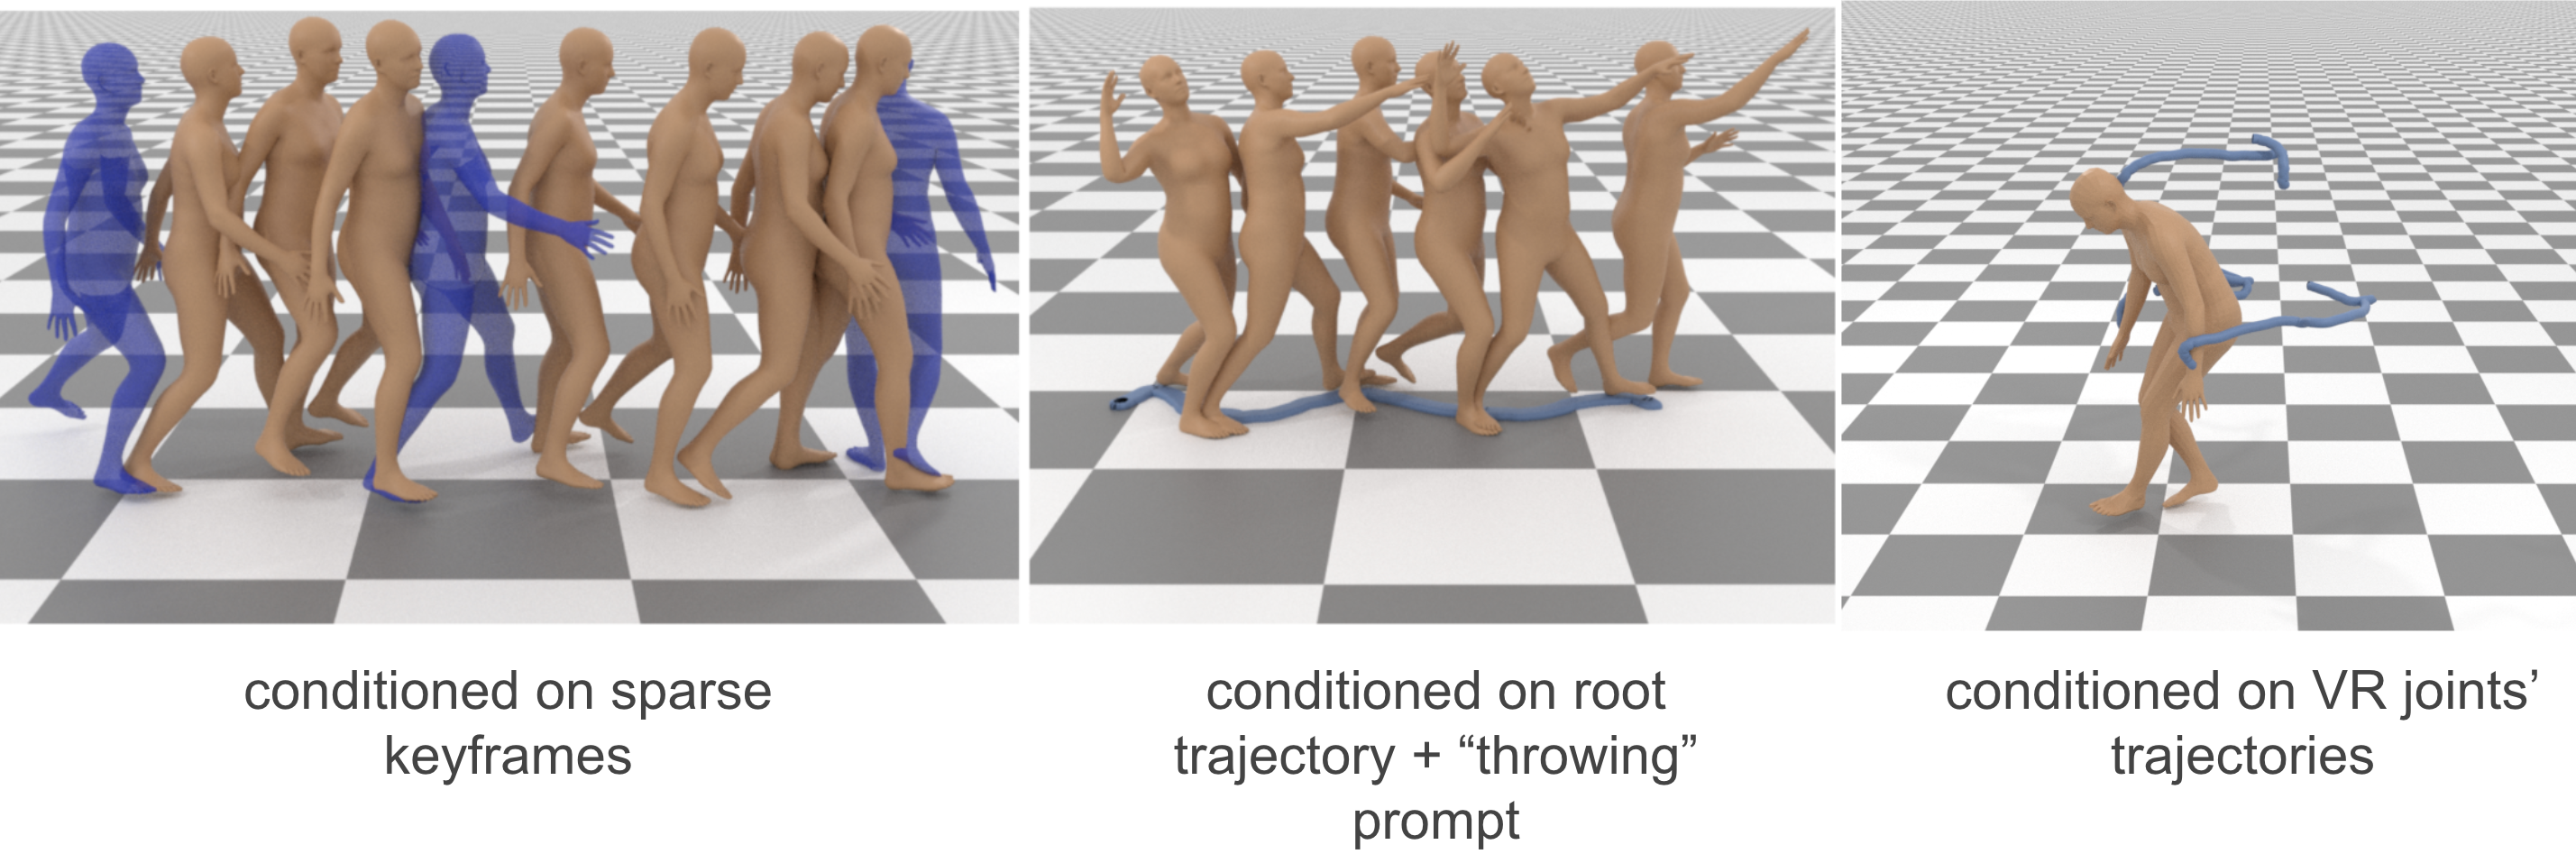 conditioned on sparse
keyframes
conditioned on root
trajectory + “throwing”
prompt
conditioned on VR joints’
trajectories